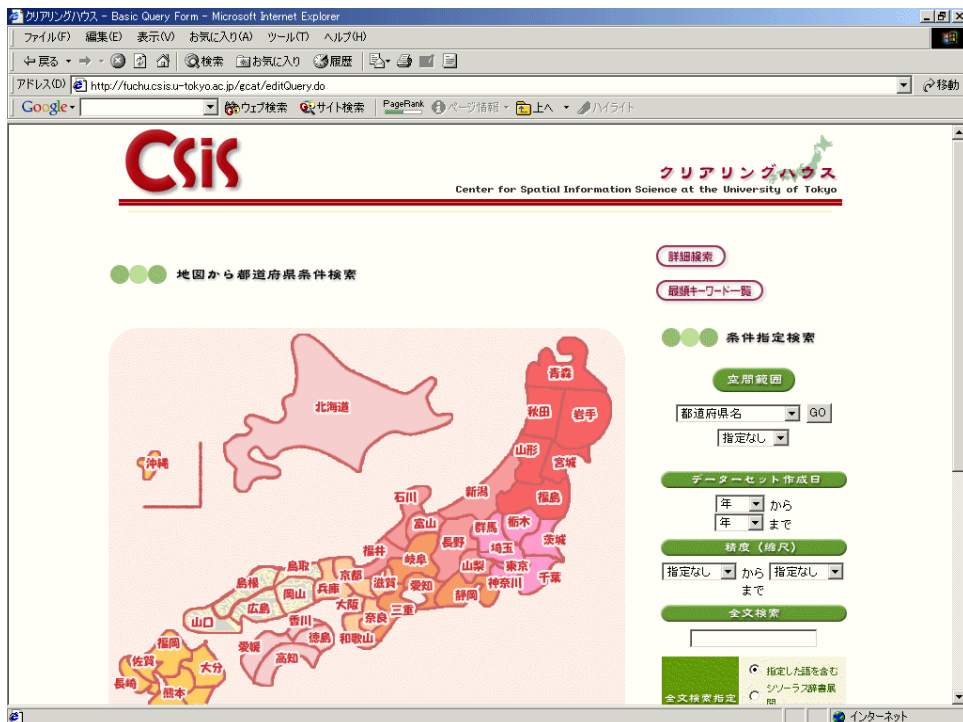 クリアリングハウス - Basic Query Form - Microsoft Internet Explorer
ファイル(F) 編集(E) 表示(V) お気に入り(A) ツール(T) ヘルプ(H)
戻る 検索 お気に入り 履歴
アドレス(D) http://fuchu.csis.u-tokyo.ac.jp/gcat/editQuery.do 移動
Google ウェブ検索 サイト検索 PageRank ページ情報 上へ ハイライト
Csis
クリアリングハウス
Center for Spatial Information Science at the University of Tokyo
詳細検索
地図から都道府県条件検索
最頻キーワード一覧
条件指定検索
青森
空間範囲
北海道
秋田
岩手
都道府県名 GO
指定なし
山形
宮城
沖縄
データーセット作成日
石川
新潟
福島
年 から
年 まで
富山
群馬
栃木
茨城
福井
岐阜
長野
埼玉
精度（縮尺）
鳥取
京都
滋賀
愛知
山梨
東京
千葉
指定なし から 指定なし
まで
島根
岡山
兵庫
静岡
神奈川
広島
大阪
三重
全文検索
山口
香川
奈良
福岡
愛媛
徳島
和歌山
佐賀
大分
高知
長崎
熊本
全文検索指定
指定した語を含む
シソーラス辞書展
開
インターネット